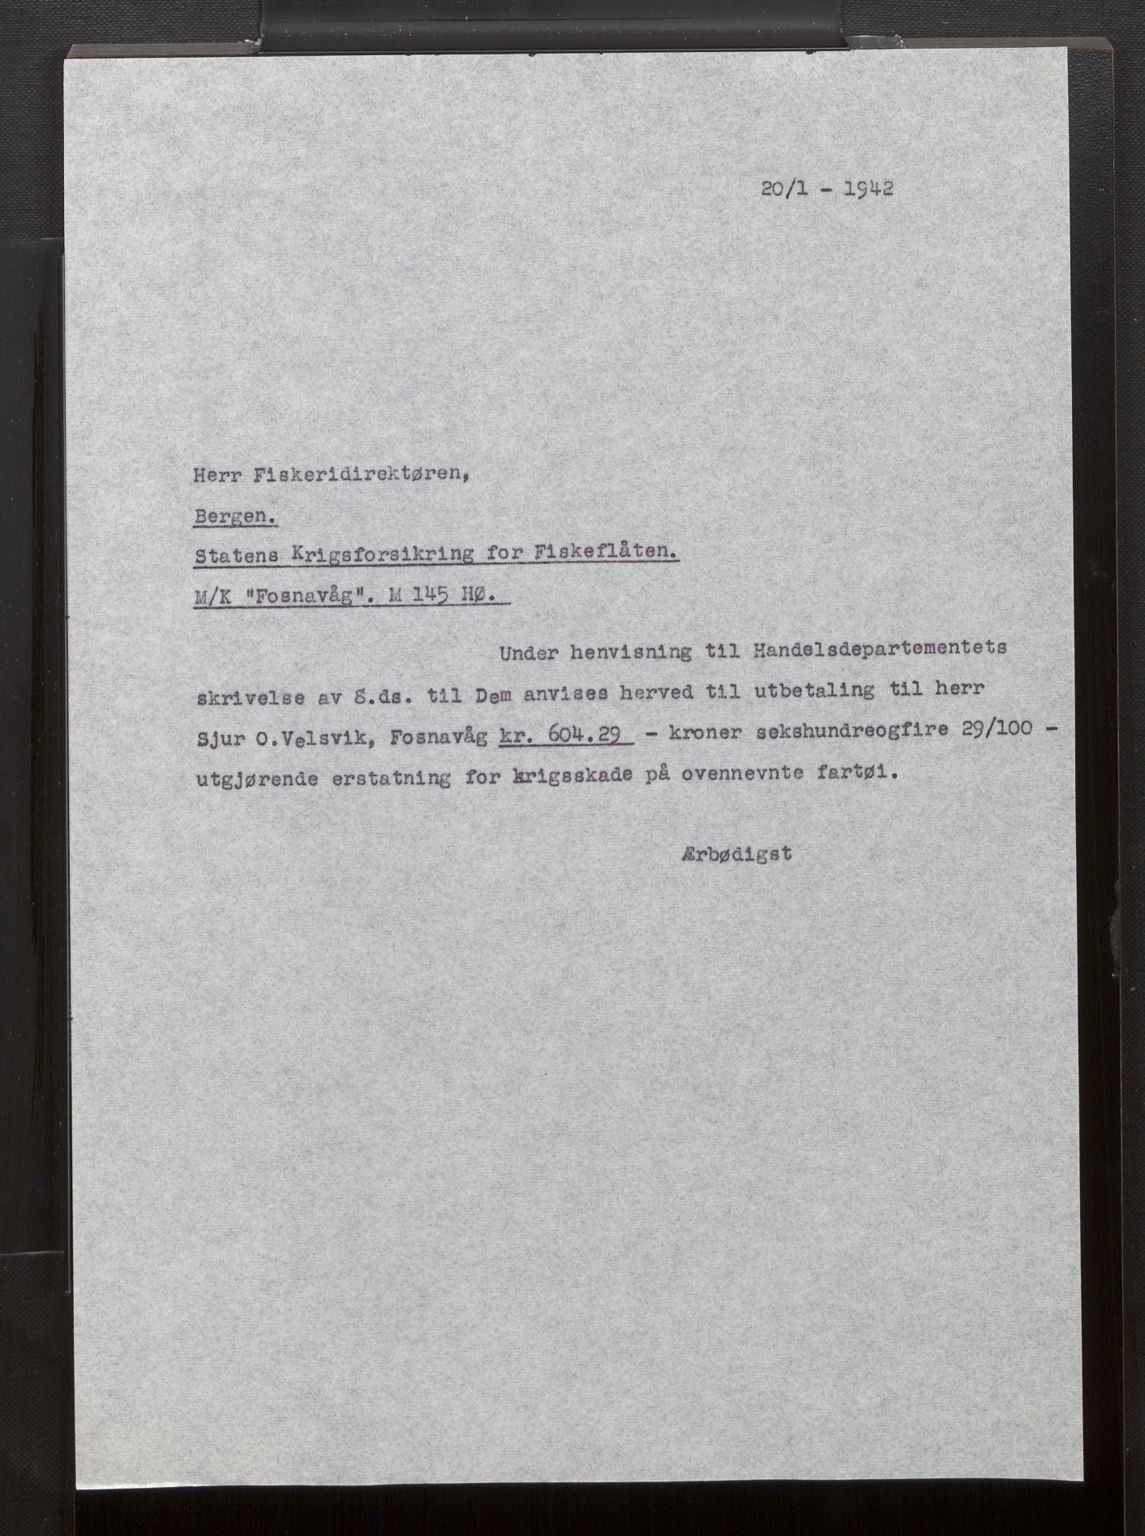 20/1 - 1942
Herr Fiskeridirektøren,
Bergen.
Statens Krigsforsikring for Fiskeflåten.
M/K "Fosnavåg". M 145 HØ.
Under henvisning til Handelsdepartementets
skrivelse av 8.ds. til Dem anvises herved til utbetaling til herr
Sjur O.Velsvik, Fosnavåg kr. 604.29 - kroner sekshundreogfire 29/100 -
utgjørende erstatning for krigsskade på ovennevnte fartøi.
Ærbødigst